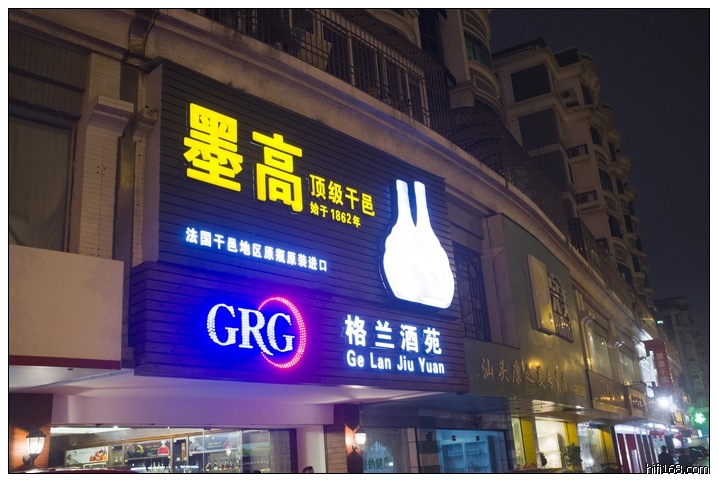 墨高
顶级干邑
始于1862年
法国干邑地区原瓶原装进口
GRG
格兰酒苑
Ge Lan Jiu Yuan
hifi168.com